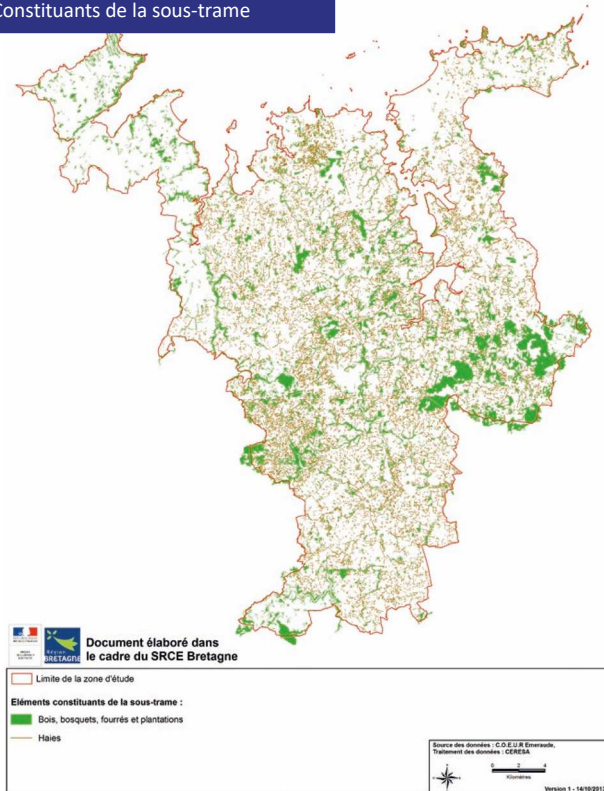 Constituants de la sous-trame
Région
BRETAGNE
Document élaboré dans
le cadre du SRCE Bretagne
Limite de la zone d'étude
Eléments constituants de la sous-trame :
Bois, bosquets, fourrés et plantations
Haies
Source des données : C.O.E.U.R Emeraude,
Traitement des données : CERESA
0 2 4
Kilomètres
Version 1 - 14/10/2013